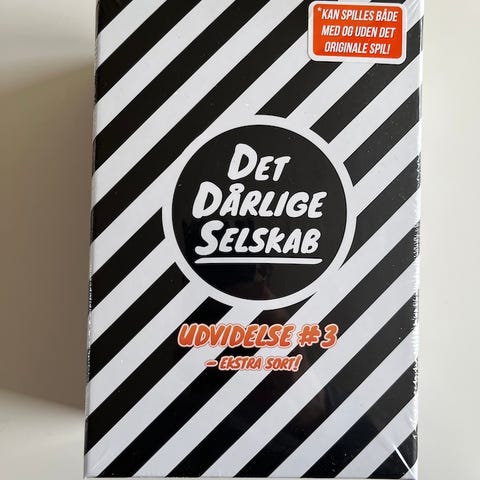 *KAN SPILLES BÅDE
MED OG UDEN DET
ORIGINALE SPIL!
DET
DÅRLIGE
SELSKAB
UDVIDELSE #3
– EKSTRA SORT!